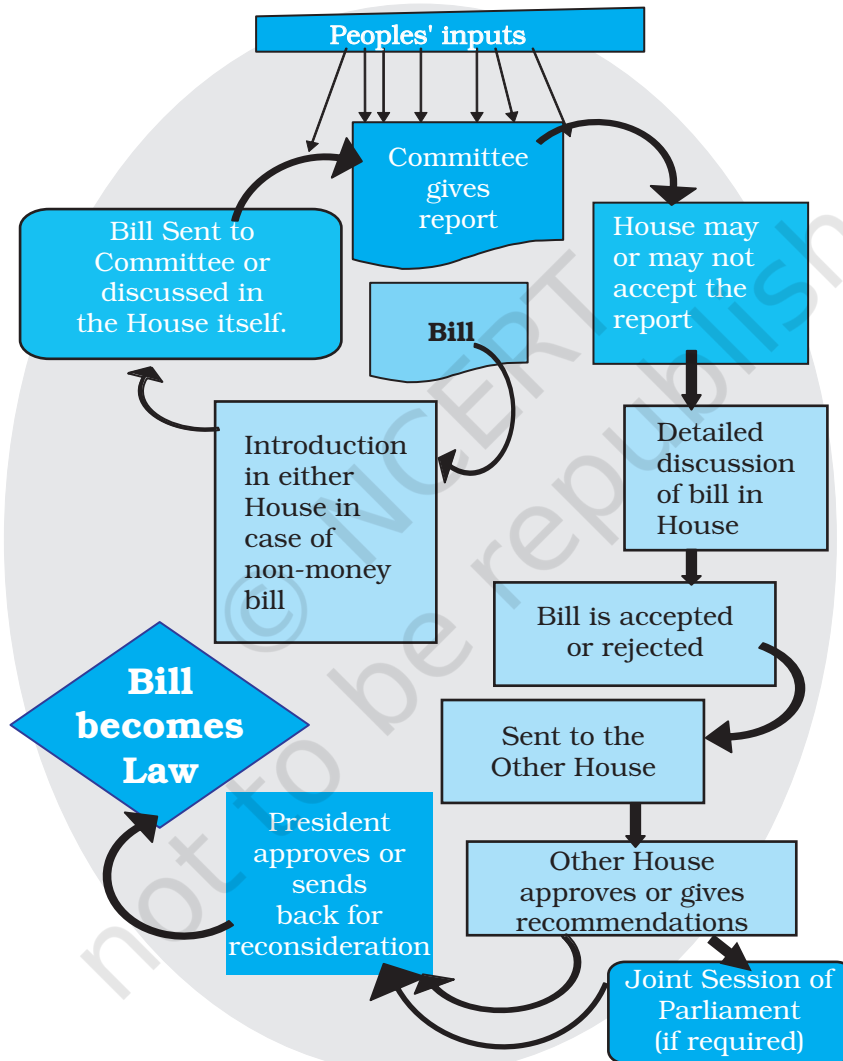 Peoples' inputs
Committee
gives
report
Bill Sent to
Committee or
discussed in
the House itself.
House may
or may not
accept the
report
Bill
Introduction
in either
House in
case of
non-money
bill
Detailed
discussion
of bill in
House
Bill is accepted
or rejected
Sent to the
Other House
Other House
approves or gives
recommendations
Joint Session of
Parliament
(if required)
President
approves or
sends
back for
reconsideration
Bill
becomes
Law
© NCERT
not to be republish